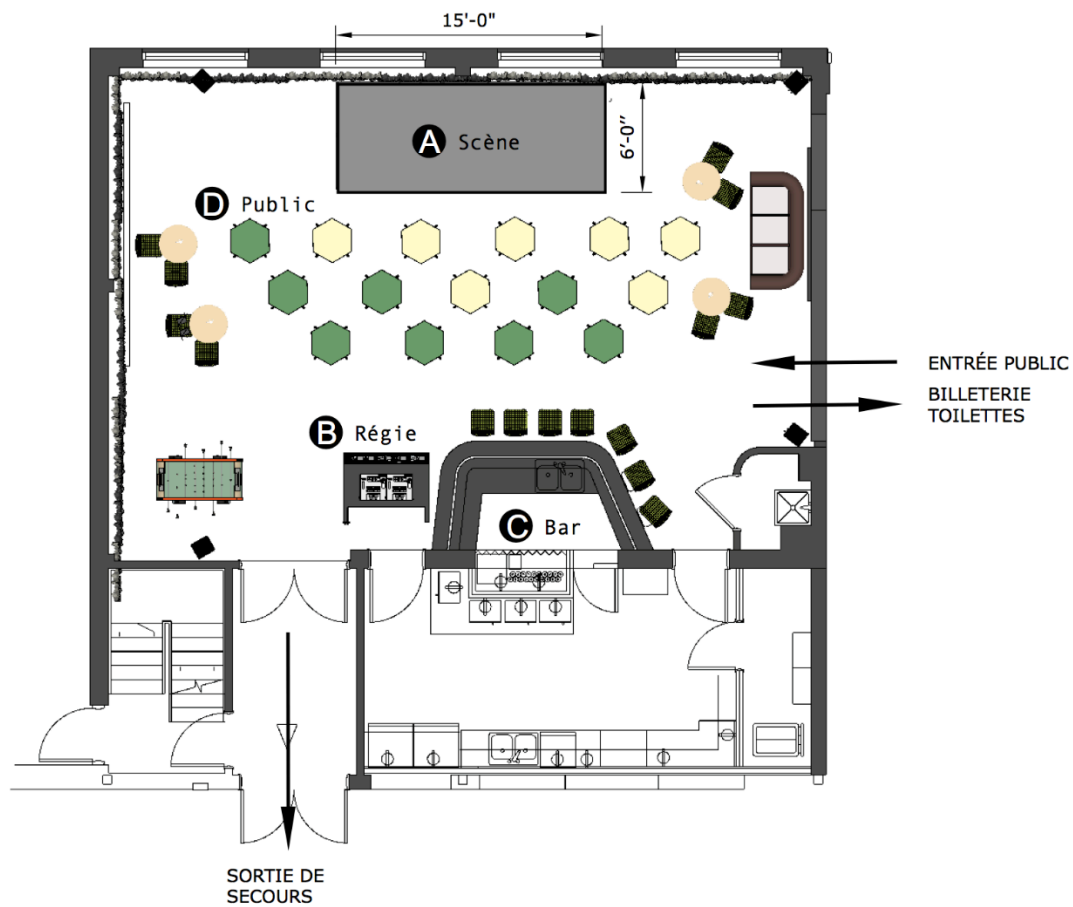 15'-0"
A Scène
6'-0"
D Public
ENTRÉE PUBLIC
BILLETERIE
TOILETTES
B Régie
C Bar
SORTIE DE
SECOURS